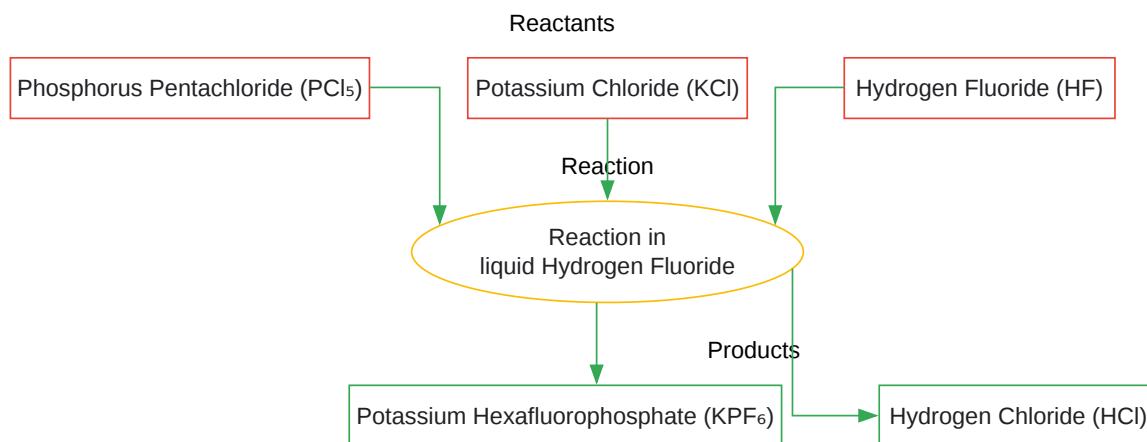 Reactants
Phosphorus Pentachloride (PCl₅)
Potassium Chloride (KCl)
Hydrogen Fluoride (HF)
Reaction
Reaction in
liquid Hydrogen Fluoride
Products
Potassium Hexafluorophosphate (KPF₆)
Hydrogen Chloride (HCl)